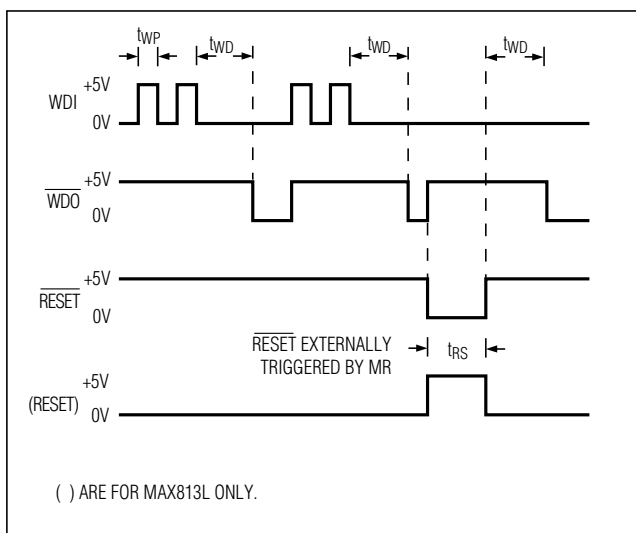 tWP
tWD
tWD
tWD
+5V
WDI
0V
+5V
WDO
0V
+5V
RESET
0V
RESET EXTERNALLY
TRIGGERED BY MR
tRS
+5V
(RESET)
0V
( ) ARE FOR MAX813L ONLY.